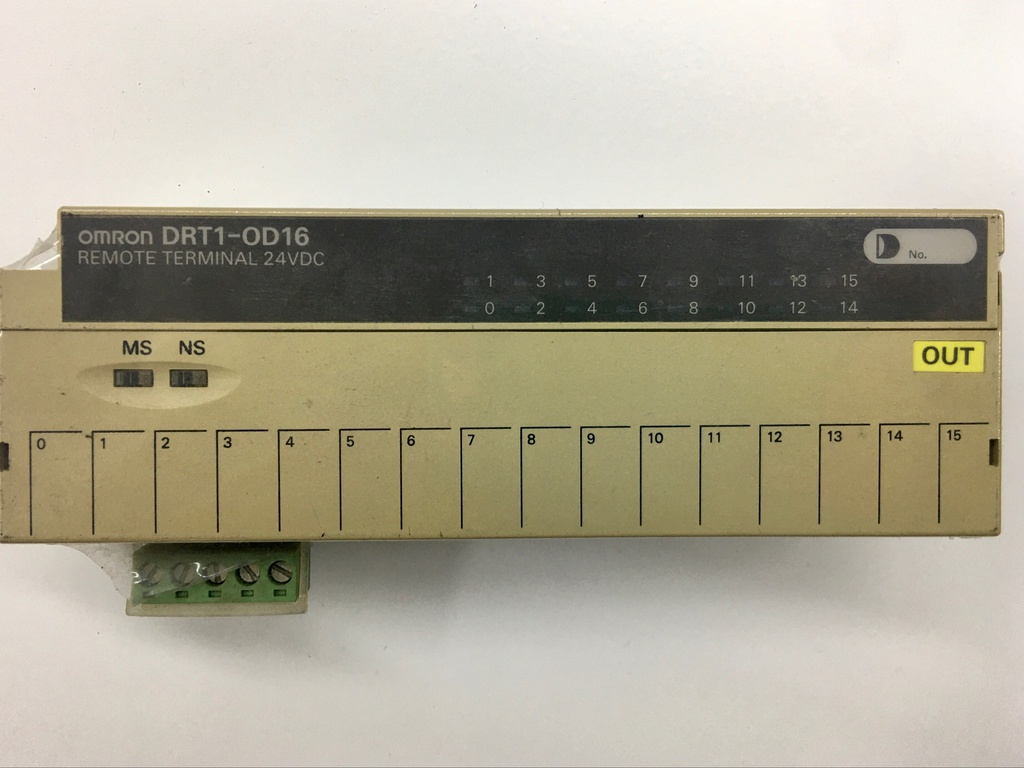 omron DRT1-OD16
REMOTE TERMINAL 24VDC
D No.
1 3 5 7 9 11 13 15
0 2 4 6 8 10 12 14
MS NS
OUT
0 1 2 3 4 5 6 7 8 9 10 11 12 13 14 15